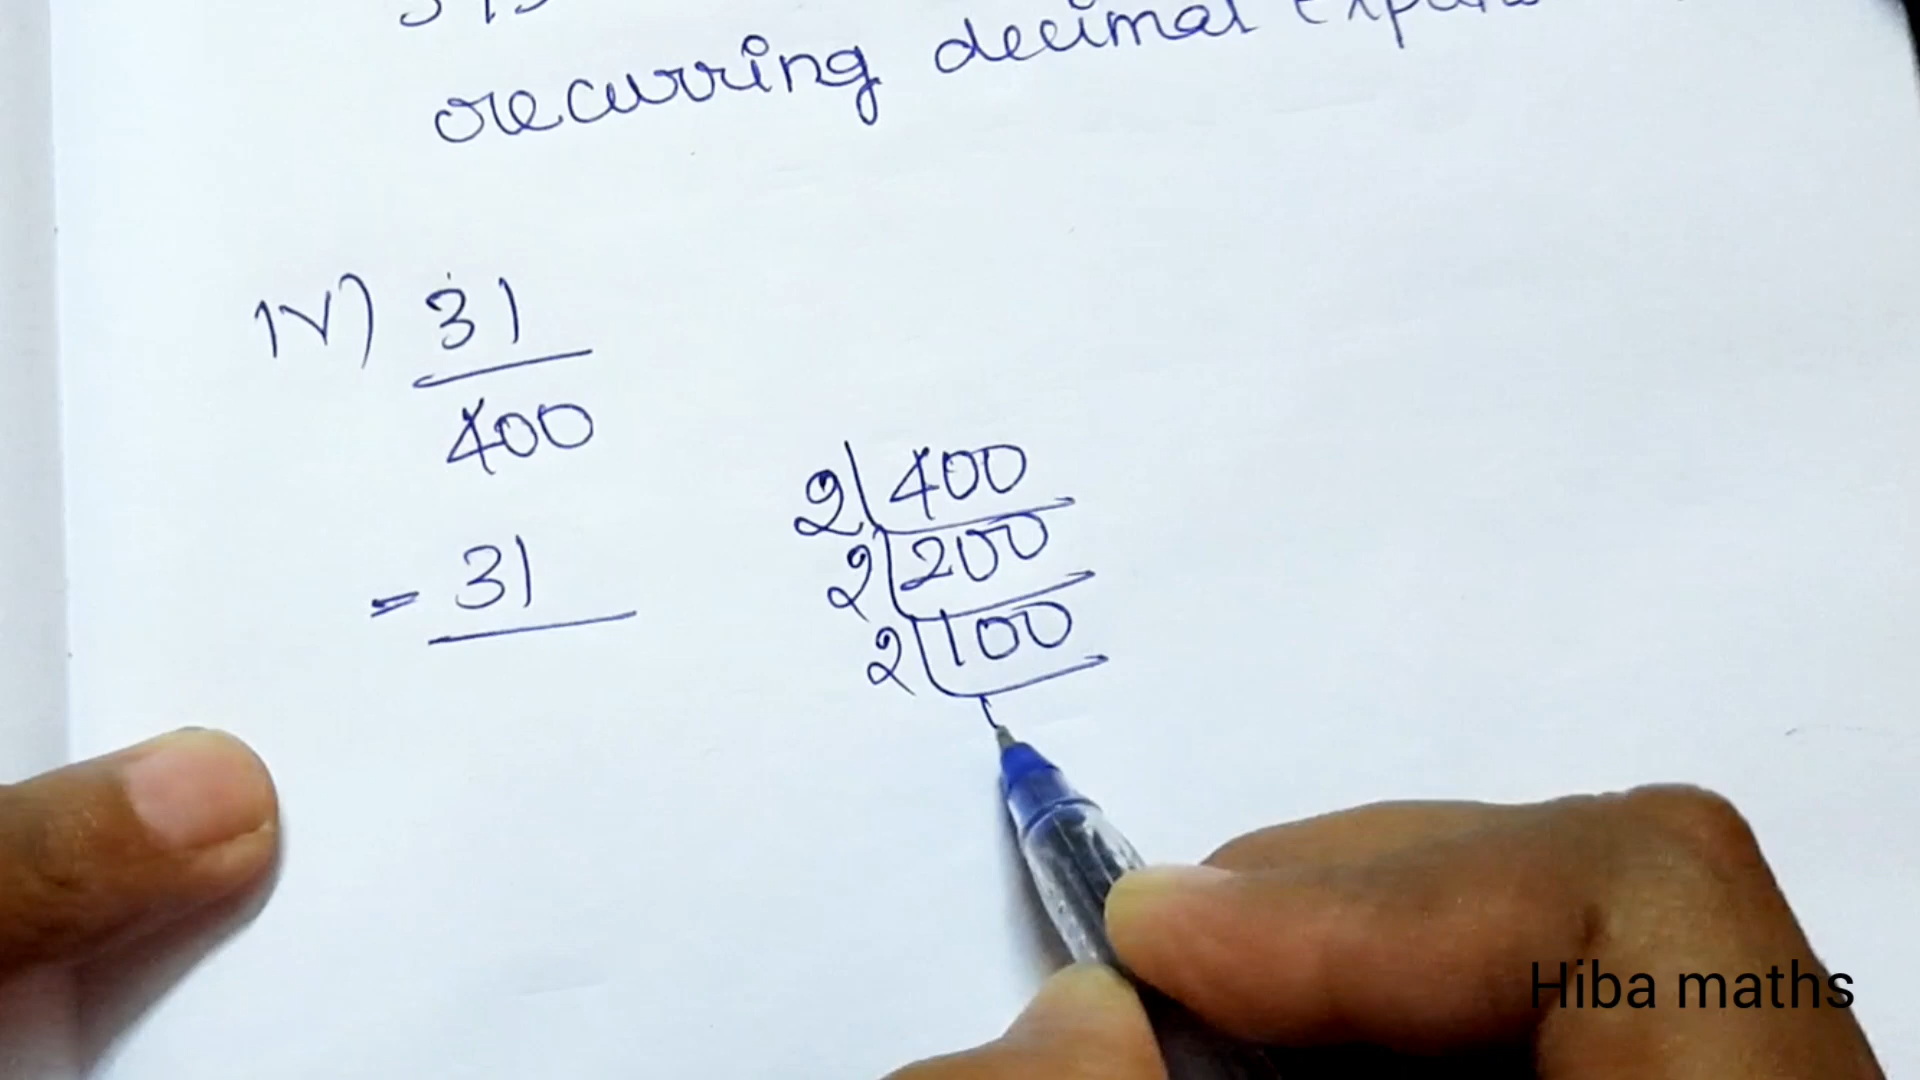 recurring decimal
IV) 31
400
= 31
2 400
2 200
2 100
Hiba maths